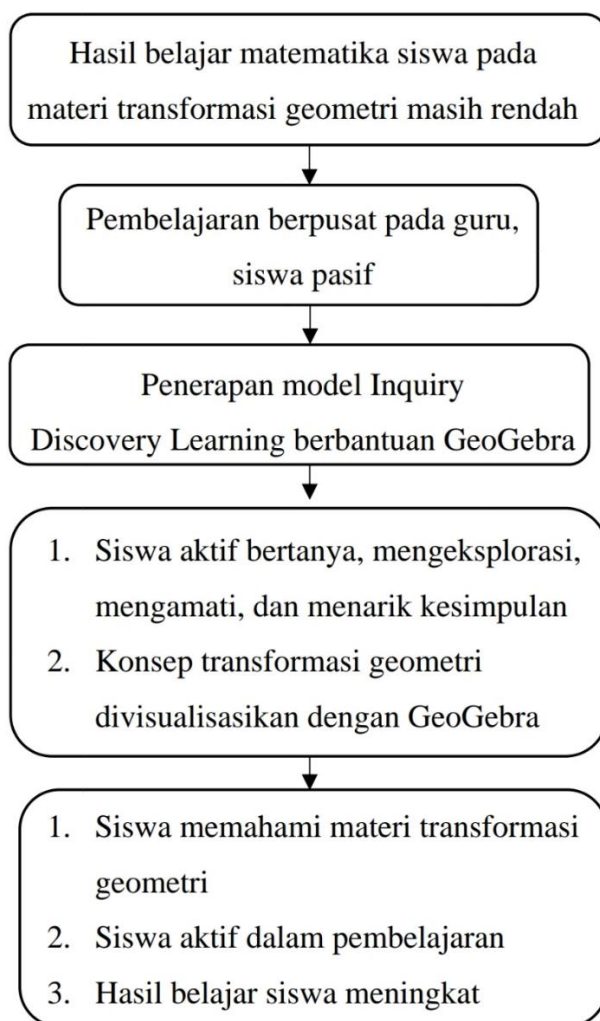 Hasil belajar matematika siswa pada
materi transformasi geometri masih rendah
Pembelajaran berpusat pada guru,
siswa pasif
Penerapan model Inquiry
Discovery Learning berbantuan GeoGebra
1. Siswa aktif bertanya, mengeksplorasi,
mengamati, dan menarik kesimpulan
2. Konsep transformasi geometri
divisualisasikan dengan GeoGebra
1. Siswa memahami materi transformasi
geometri
2. Siswa aktif dalam pembelajaran
3. Hasil belajar siswa meningkat